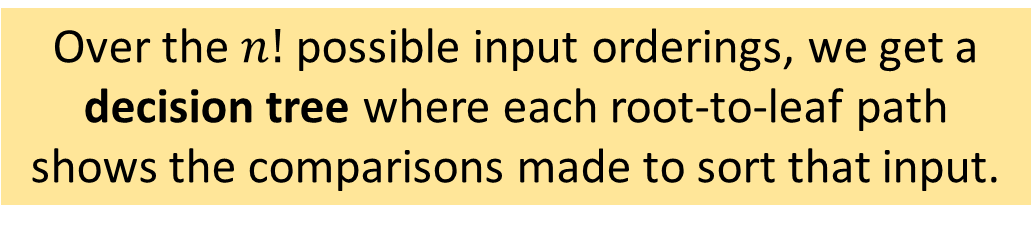 Over the n! possible input orderings, we get a
decision tree where each root-to-leaf path
shows the comparisons made to sort that input.